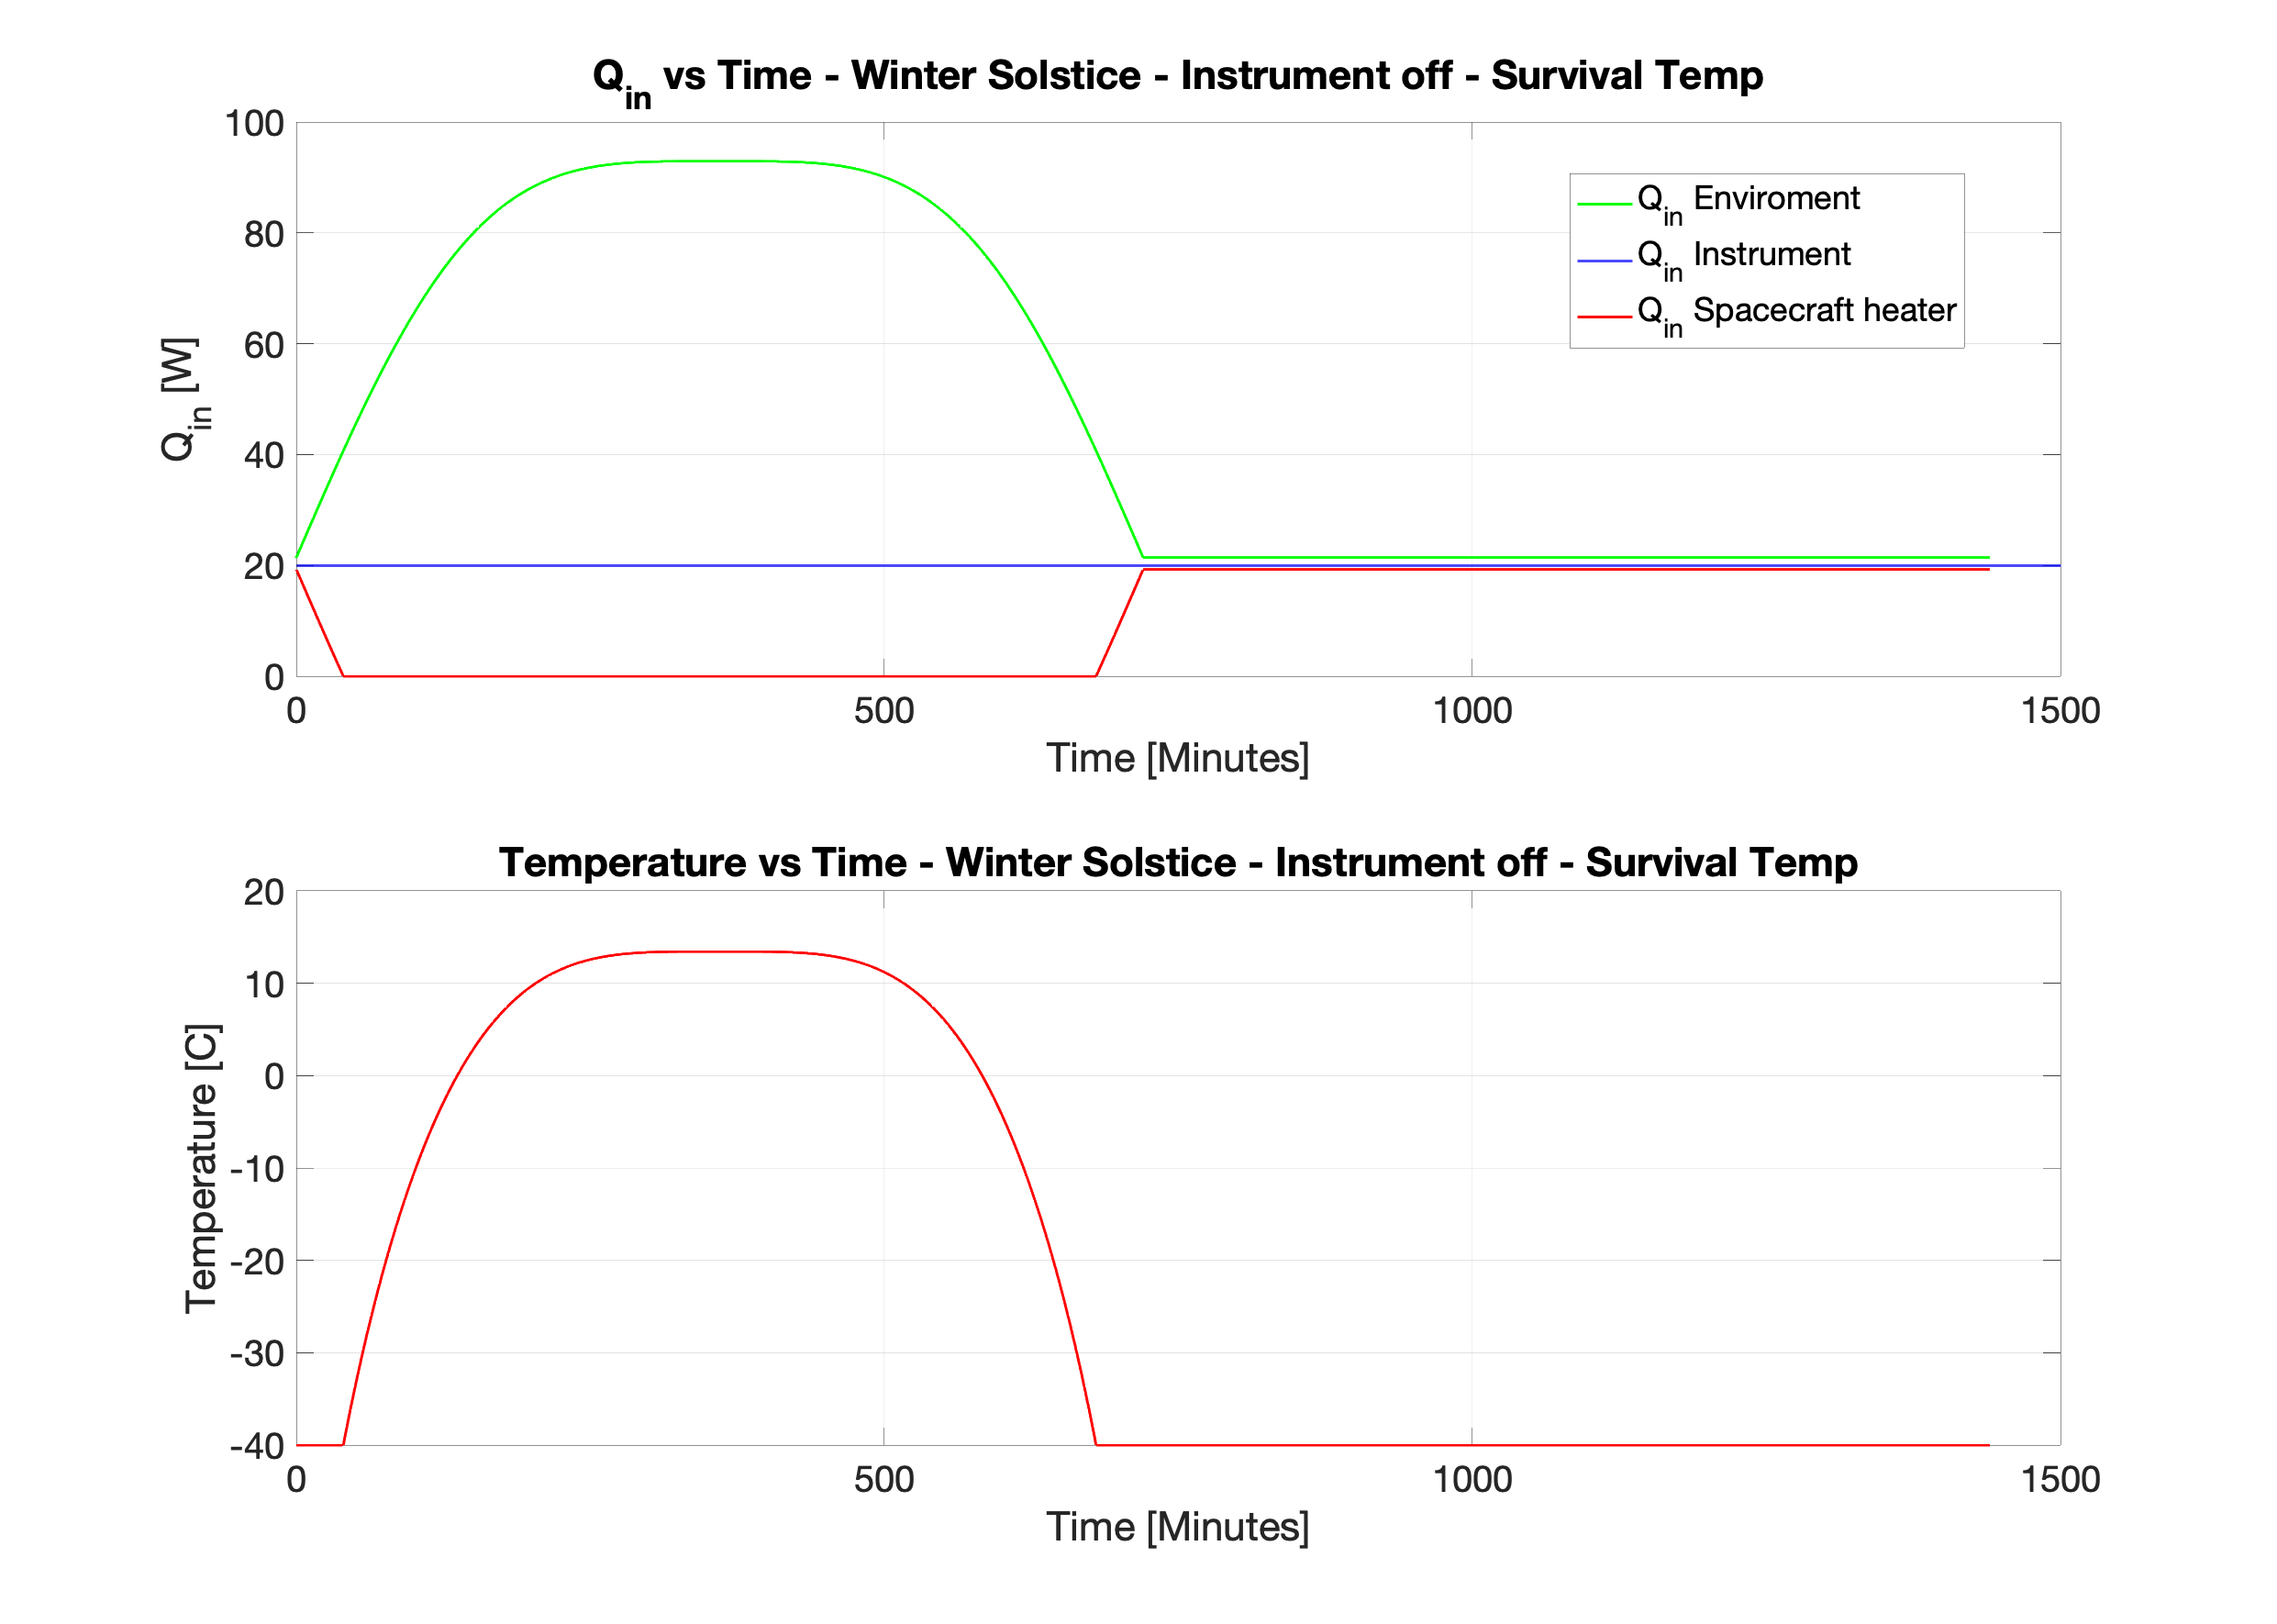 Qin vs Time - Winter Solstice - Instrument off - Survival Temp
100
80
60
40
20
0
Qin [W]
Qin Enviroment
Qin Instrument
Qin Spacecraft heater
0 500 1000 1500
Time [Minutes]
Temperature vs Time - Winter Solstice - Instrument off - Survival Temp
20
10
0
-10
-20
-30
-40
Temperature [C]
0 500 1000 1500
Time [Minutes]